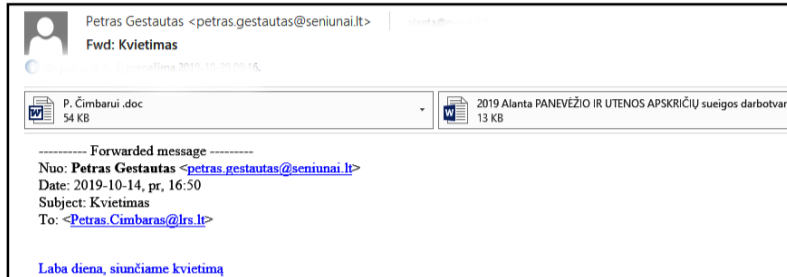 Petras Gestautas <petras.gestautas@seniunai.lt>
Fwd: Kvietimas
P. Čimbarui .doc
54 KB
2019 Alanta PANEVĖŽIO IR UTENOS APSKRIČIŲ sueigos darbotvar
13 KB
---------- Forwarded message ---------
Nuo: Petras Gestautas <petras.gestautas@seniunai.lt>
Date: 2019-10-14, pr, 16:50
Subject: Kvietimas
To: <Petras.Cimbaras@lrs.lt>
Laba diena, siunčiame kvietimą